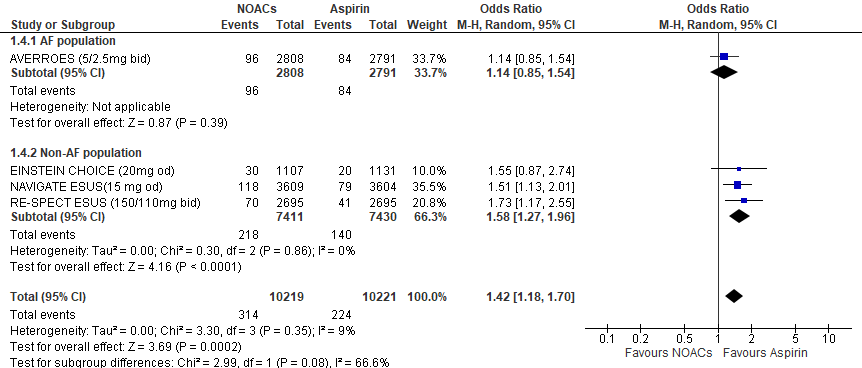 NOACs Aspirin Odds Ratio Odds Ratio
Study or Subgroup Events Total Events Total Weight M-H, Random, 95% CI M-H, Random, 95% CI
1.4.1 AF population
AVERROES (5/2.5mg bid) 96 2808 84 2791 33.7% 1.14 [0.85, 1.54]
Subtotal (95% CI) 2808 2791 33.7% 1.14 [0.85, 1.54]
Total events 96 84
Heterogeneity: Not applicable
Test for overall effect: Z = 0.87 (P = 0.39)
1.4.2 Non-AF population
EINSTEIN CHOICE (20mg od) 30 1107 20 1131 10.0% 1.55 [0.87, 2.74]
NAVIGATE ESUS(15 mg od) 118 3609 79 3604 35.5% 1.51 [1.13, 2.01]
RE-SPECT ESUS (150/110mg bid) 70 2695 41 2695 20.8% 1.73 [1.17, 2.55]
Subtotal (95% CI) 7411 7430 66.3% 1.58 [1.27, 1.96]
Total events 218 140
Heterogeneity: Tau² = 0.00; Chi² = 0.30, df = 2 (P = 0.86); I² = 0%
Test for overall effect: Z = 4.16 (P < 0.0001)
Total (95% CI) 10219 10221 100.0% 1.42 [1.18, 1.70]
Total events 314 224
Heterogeneity: Tau² = 0.00; Chi² = 3.30, df = 3 (P = 0.35); I² = 9%
Test for overall effect: Z = 3.69 (P = 0.0002)
Test for subgroup differences: Chi² = 2.99, df = 1 (P = 0.08), I² = 66.6%
0.1 0.2 0.5 1 2 5 10
Favours NOACs Favours Aspirin